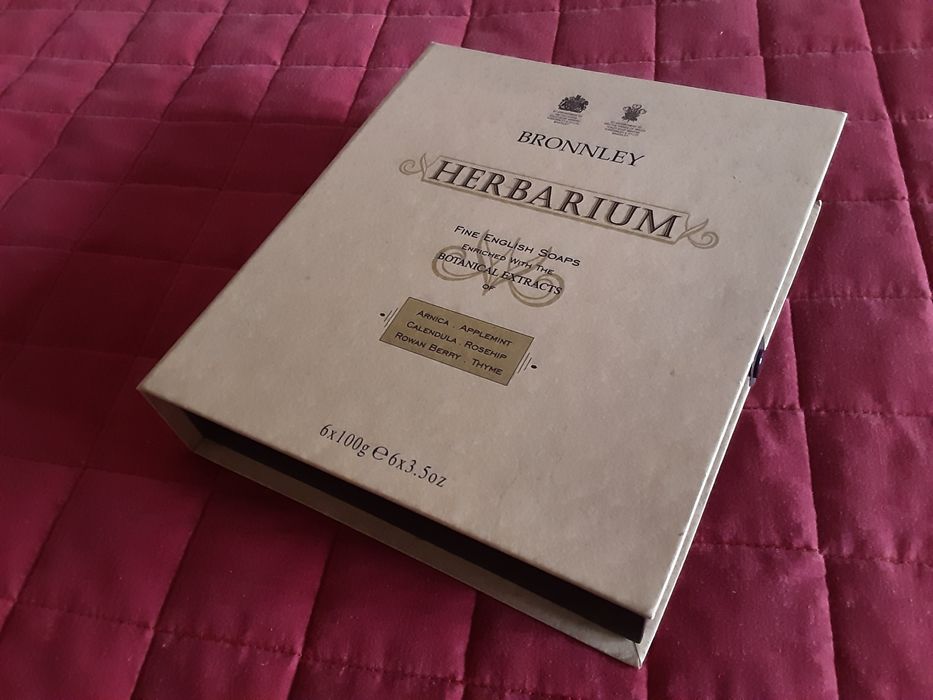 BRONNLEY
HERBARIUM
FINE ENGLISH SOAPS
ENRICHED WITH THE
BOTANICAL EXTRACTS
OF
ARNICA . APPLEMINT
CALENDULA . ROSEHIP
ROWAN BERRY . THYME
6x100g ℮ 6x3.5oz